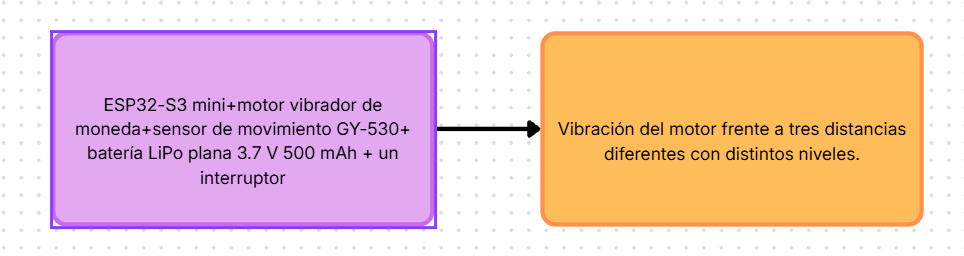 ESP32-S3 mini+motor vibrador de
moneda+sensor de movimiento GY-530+
batería LiPo plana 3.7 V 500 mAh + un
interruptor
Vibración del motor frente a tres distancias
diferentes con distintos niveles.